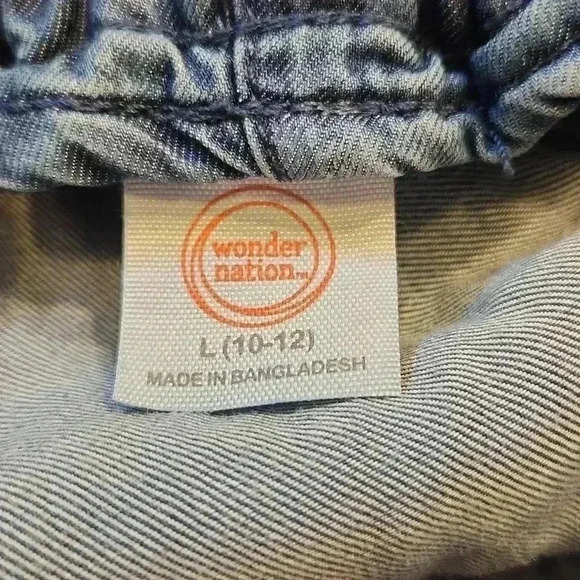 wonder
nation™
L (10-12)
MADE IN BANGLADESH